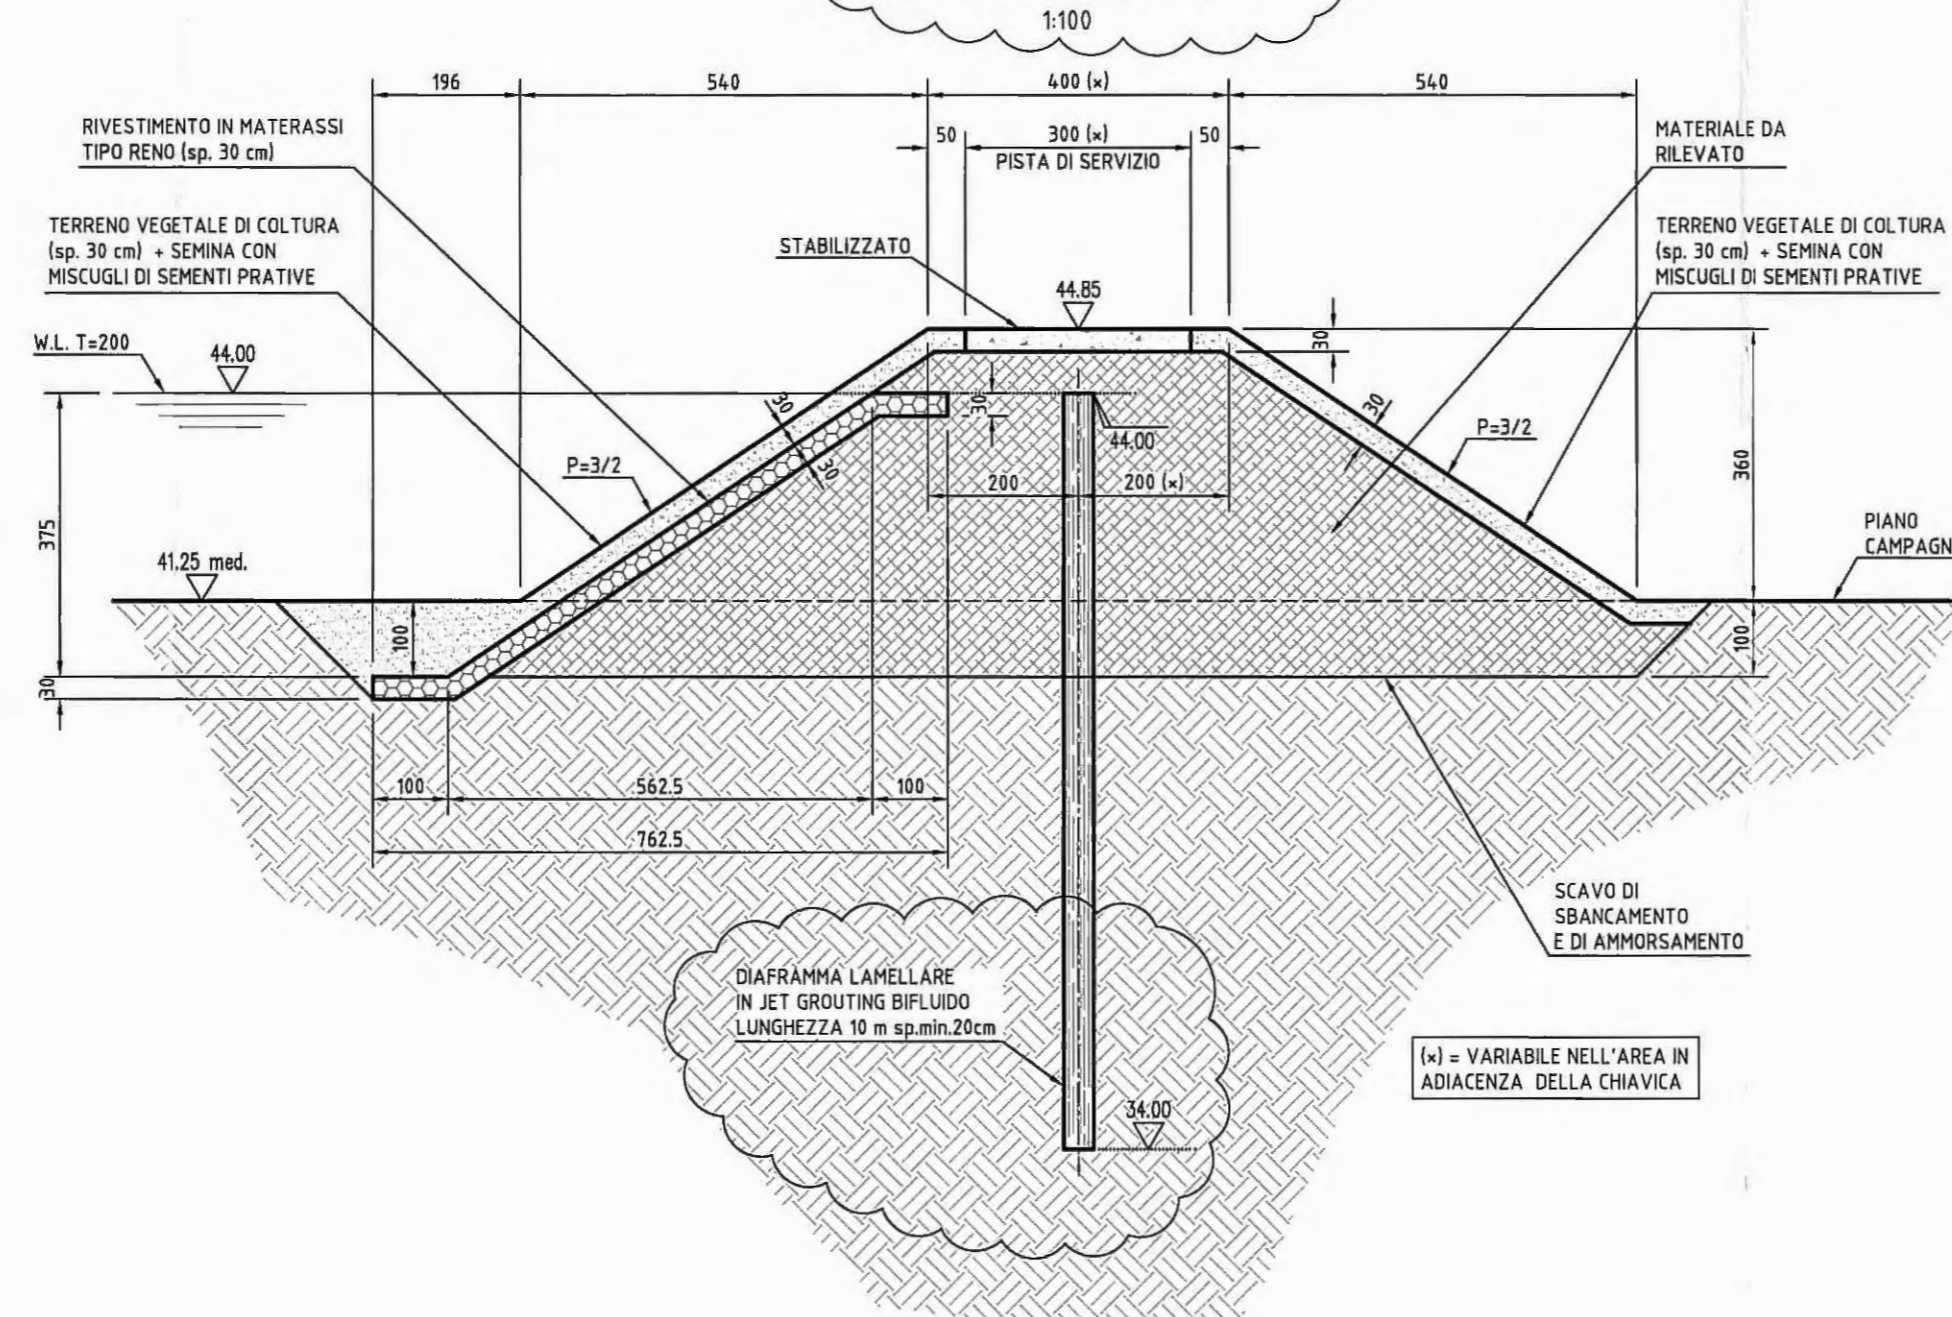 1:100
196
540
400 (×)
540
50
300 (×)
50
PISTA DI SERVIZIO
RIVESTIMENTO IN MATERASSI
TIPO RENO (sp. 30 cm)
MATERIALE DA
RILEVATO
TERRENO VEGETALE DI COLTURA
(sp. 30 cm) + SEMINA CON
MISCUGLI DI SEMENTI PRATIVE
STABILIZZATO
TERRENO VEGETALE DI COLTURA
(sp. 30 cm) + SEMINA CON
MISCUGLI DI SEMENTI PRATIVE
44.85
30
W.L. T=200
44.00
30
30
30
30
44.00
P=3/2
P=3/2
200
200 (×)
360
375
41.25 med.
PIANO
CAMPAGN
100
100
30
100
562.5
100
762.5
SCAVO DI
SBANCAMENTO
E DI AMMORSAMENTO
DIAFRAMMA LAMELLARE
IN JET GROUTING BIFLUIDO
LUNGHEZZA 10 m sp.min.20cm
34.00
(×) = VARIABILE NELL'AREA IN
ADIACENZA DELLA CHIAVICA